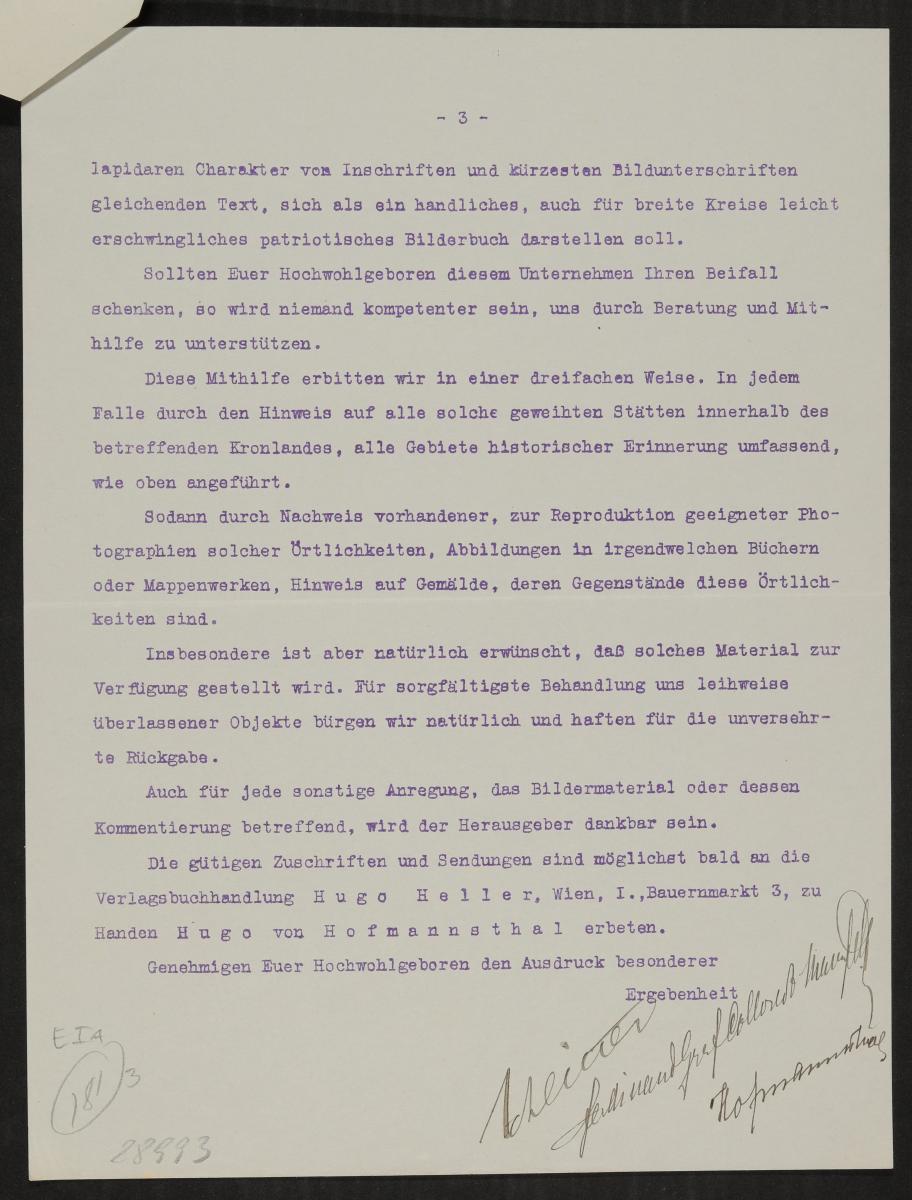 - 3 -
lapidaren Charakter von Inschriften und kürzesten Bildunterschriften
gleichenden Text, sich als ein handliches, auch für breite Kreise leicht
erschwingliches patriotisches Bilderbuch darstellen soll.
Sollten Euer Hochwohlgeboren diesem Unternehmen Ihren Beifall
schenken, so wird niemand kompetenter sein, uns durch Beratung und Mit-
hilfe zu unterstützen.
Diese Mithilfe erbitten wir in einer dreifachen Weise. In jedem
Falle durch den Hinweis auf alle solche geweihten Stätten innerhalb des
betreffenden Kronlandes, alle Gebiete historischer Erinnerung umfassend,
wie oben angeführt.
Sodann durch Nachweis vorhandener, zur Reproduktion geeigneter Pho-
tographien solcher Örtlichkeiten, Abbildungen in irgendwelchen Büchern
oder Mappenwerken, Hinweis auf Gemälde, deren Gegenstände diese Örtlich-
keiten sind.
Insbesondere ist aber natürlich erwünscht, daß solches Material zur
Verfügung gestellt wird. Für sorgfältigste Behandlung uns leihweise
überlassener Objekte bürgen wir natürlich und haften für die unversehr-
te Rückgabe.
Auch für jede sonstige Anregung, das Bildermaterial oder dessen
Kommentierung betreffend, wird der Herausgeber dankbar sein.
Die gütigen Zuschriften und Sendungen sind möglichst bald an die
Verlagsbuchhandlung H u g o H e l l e r, Wien, I.,Bauernmarkt 3, zu
Handen H u g o von H o f m a n n s t h a l erbeten.
Genehmigen Euer Hochwohlgeboren den Ausdruck besonderer
Ergebenheit
Ferdinand Graf Colloredo Mannsfeld
Hofmannsthal
E I a
181/3
28993